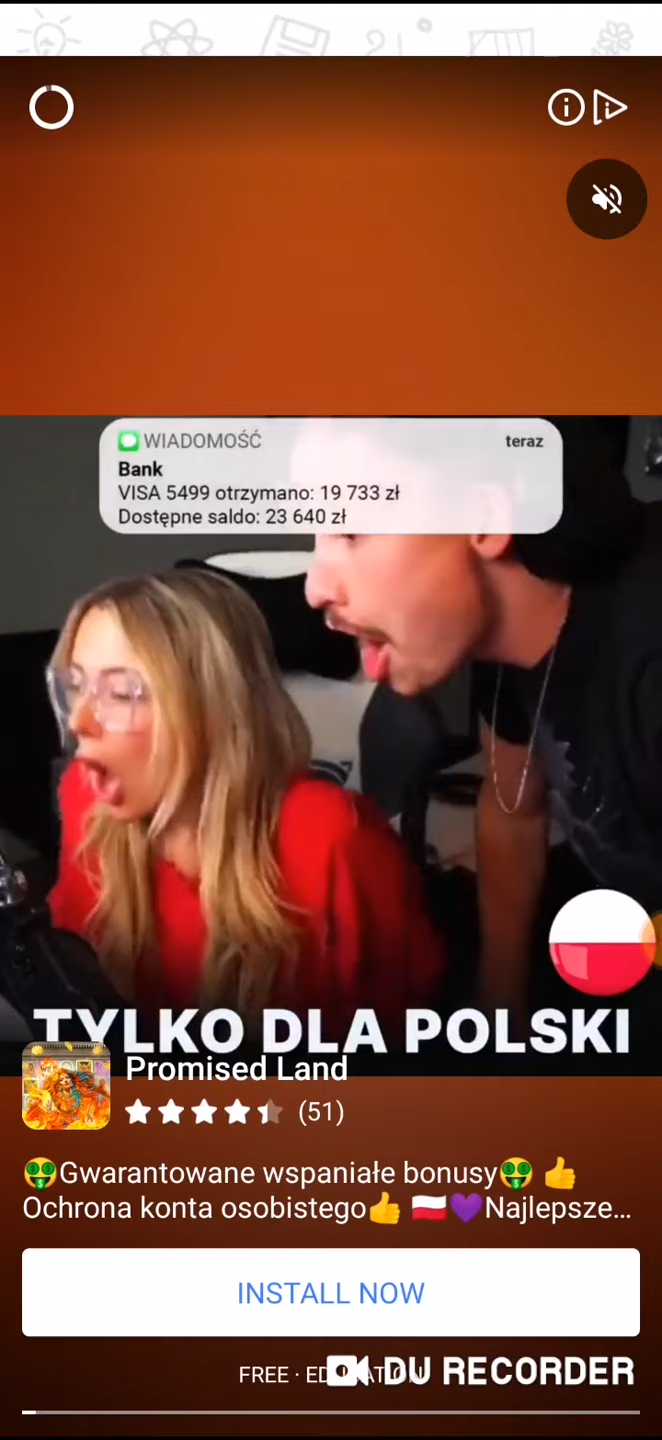 WIADOMOŚĆ teraz
Bank
VISA 5499 otrzymano: 19 733 zł
Dostępne saldo: 23 640 zł
TYLKO DLA POLSKI
Promised Land
(51)
🤑Gwarantowane wspaniałe bonusy🤑 👍
Ochrona konta osobistego👍 🇵🇱💜Najlepsze...
INSTALL NOW
FREE ·
DU RECORDER